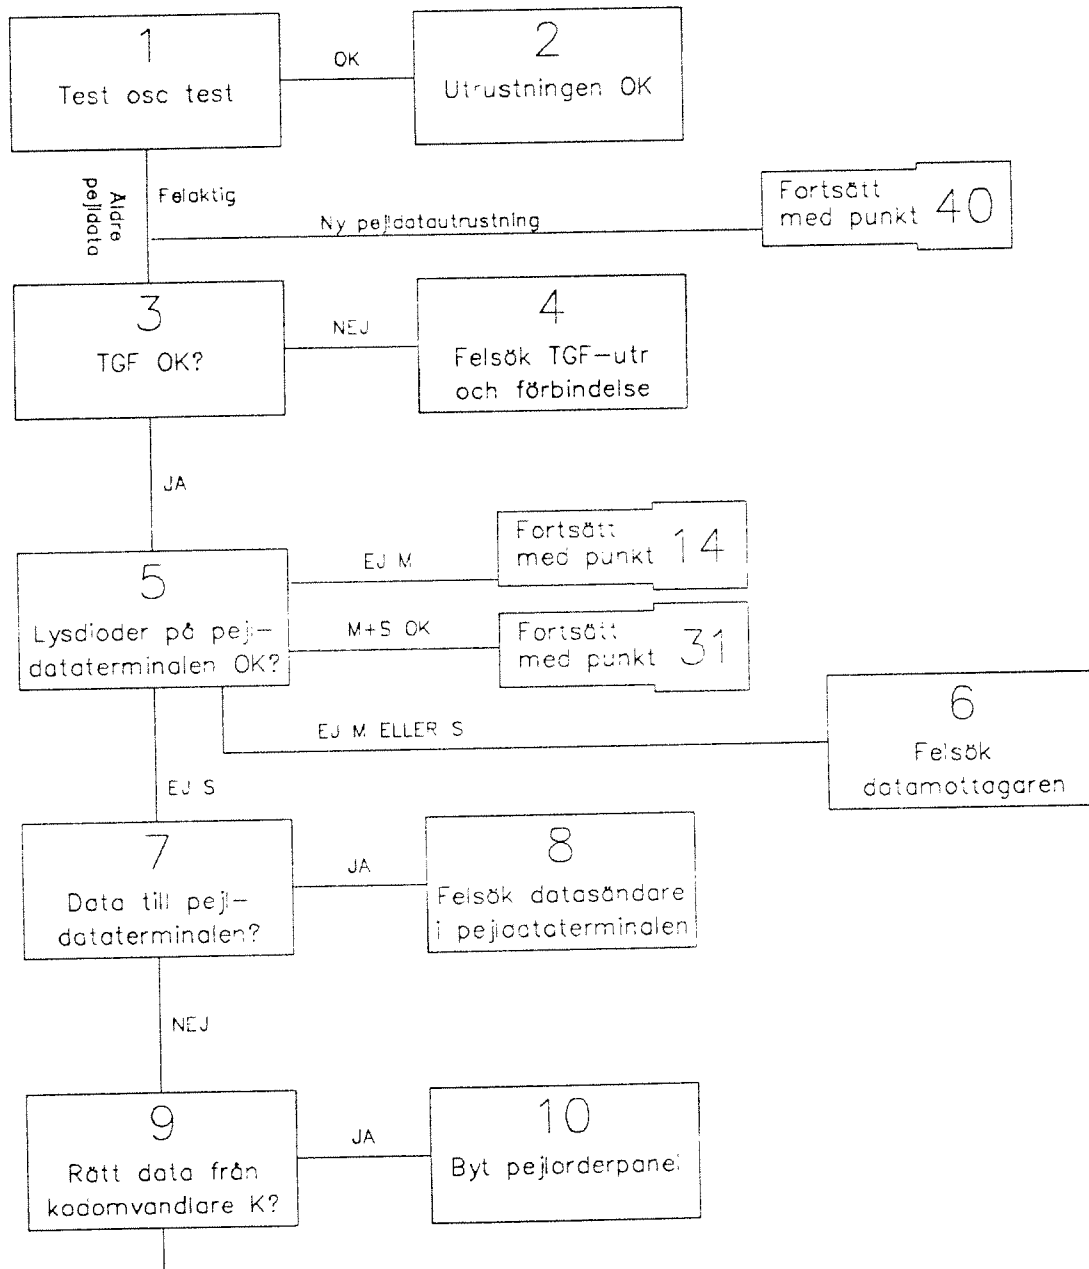 1
Test osc test
OK
2
Utrustningen OK
Äldre
pejldata
Felaktig
Ny pejldatautrustning
Fortsätt
med punkt 40
3
TGF OK?
NEJ
4
Felsök TGF-utr
och förbindelse
JA
5
Lysdioder på pejl-
dataterminalen OK?
EJ M
Fortsätt
med punkt 14
M+S OK
Fortsätt
med punkt 31
EJ M ELLER S
6
Felsök
datamottagaren
EJ S
7
Data till pejl-
dataterminalen?
JA
8
Felsök datasändare
i pejldataterminalen
NEJ
9
Rätt data från
kodomvandlare K?
JA
10
Byt pejlorderpanel